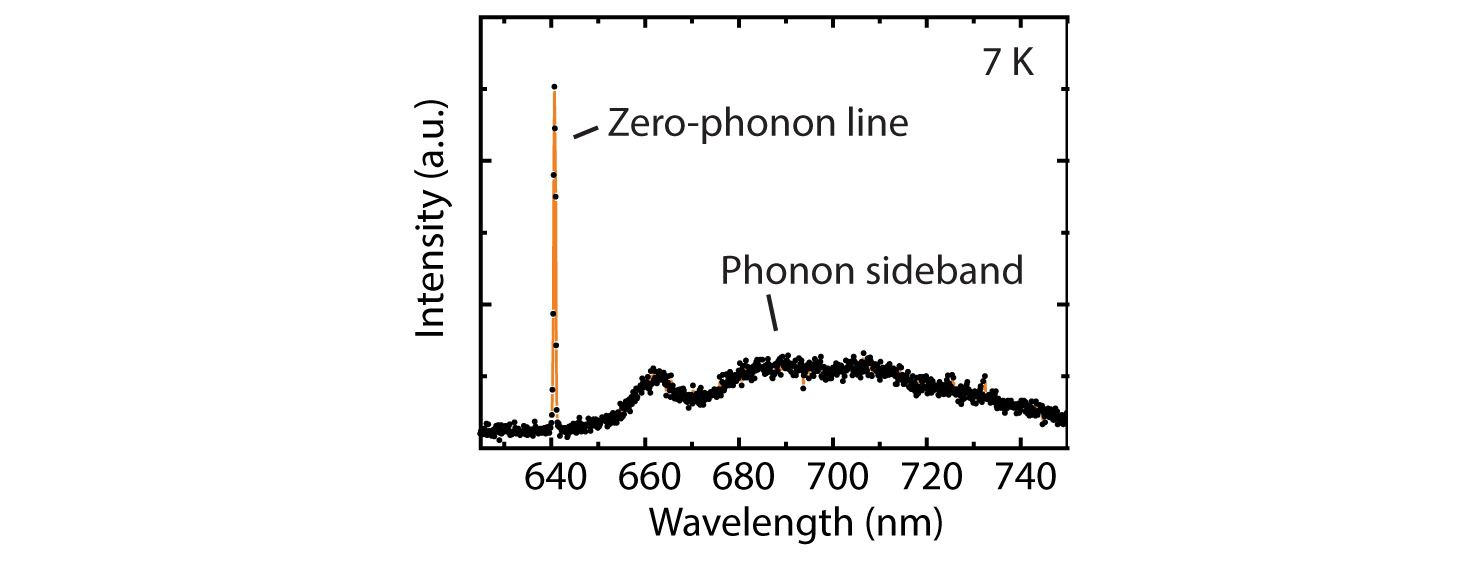 7 K
Zero-phonon line
Phonon sideband
Intensity (a.u.)
640 660 680 700 720 740
Wavelength (nm)